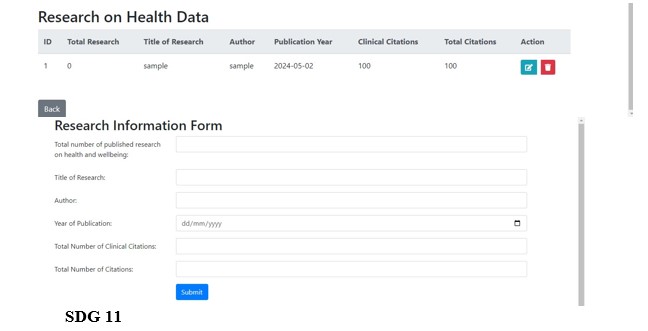 Research on Health Data
ID Total Research Title of Research Author Publication Year Clinical Citations Total Citations Action
1 0 sample sample 2024-05-02 100 100
Back
Research Information Form
Total number of published research
on health and wellbeing:
Title of Research:
Author:
Year of Publication: dd/mm/yyyy
Total Number of Clinical Citations:
Total Number of Citations:
Submit
SDG 11